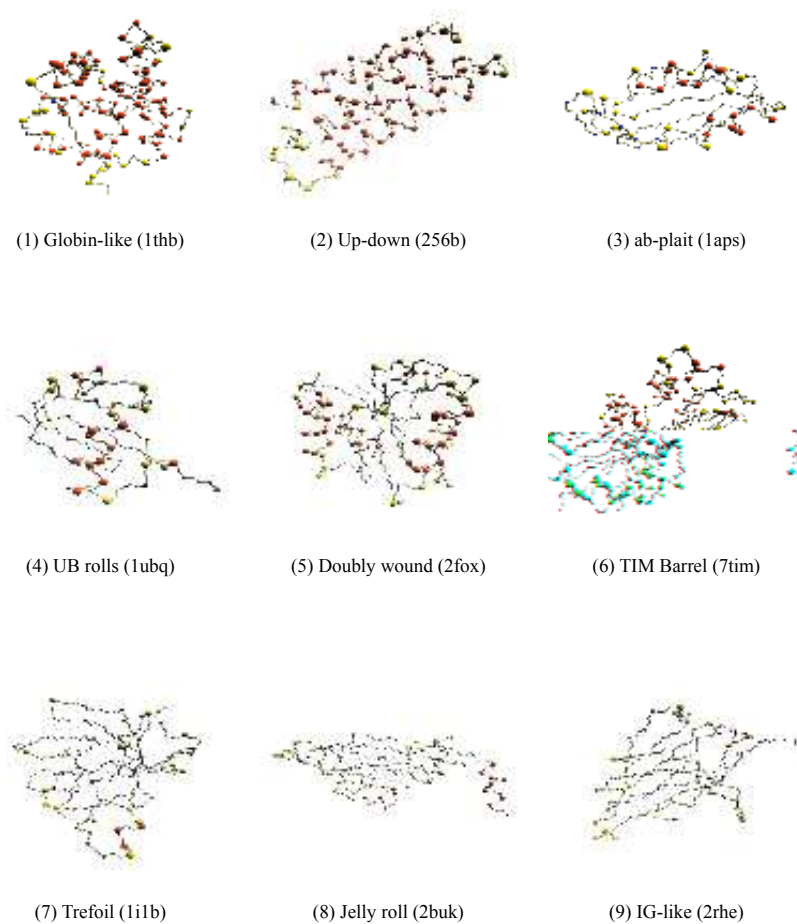 (1) Globin-like (1thb)
(2) Up-down (256b)
(3) ab-plait (1aps)
(4) UB rolls (1ubq)
(5) Doubly wound (2fox)
(6) TIM Barrel (7tim)
(7) Trefoil (1i1b)
(8) Jelly roll (2buk)
(9) IG-like (2rhe)